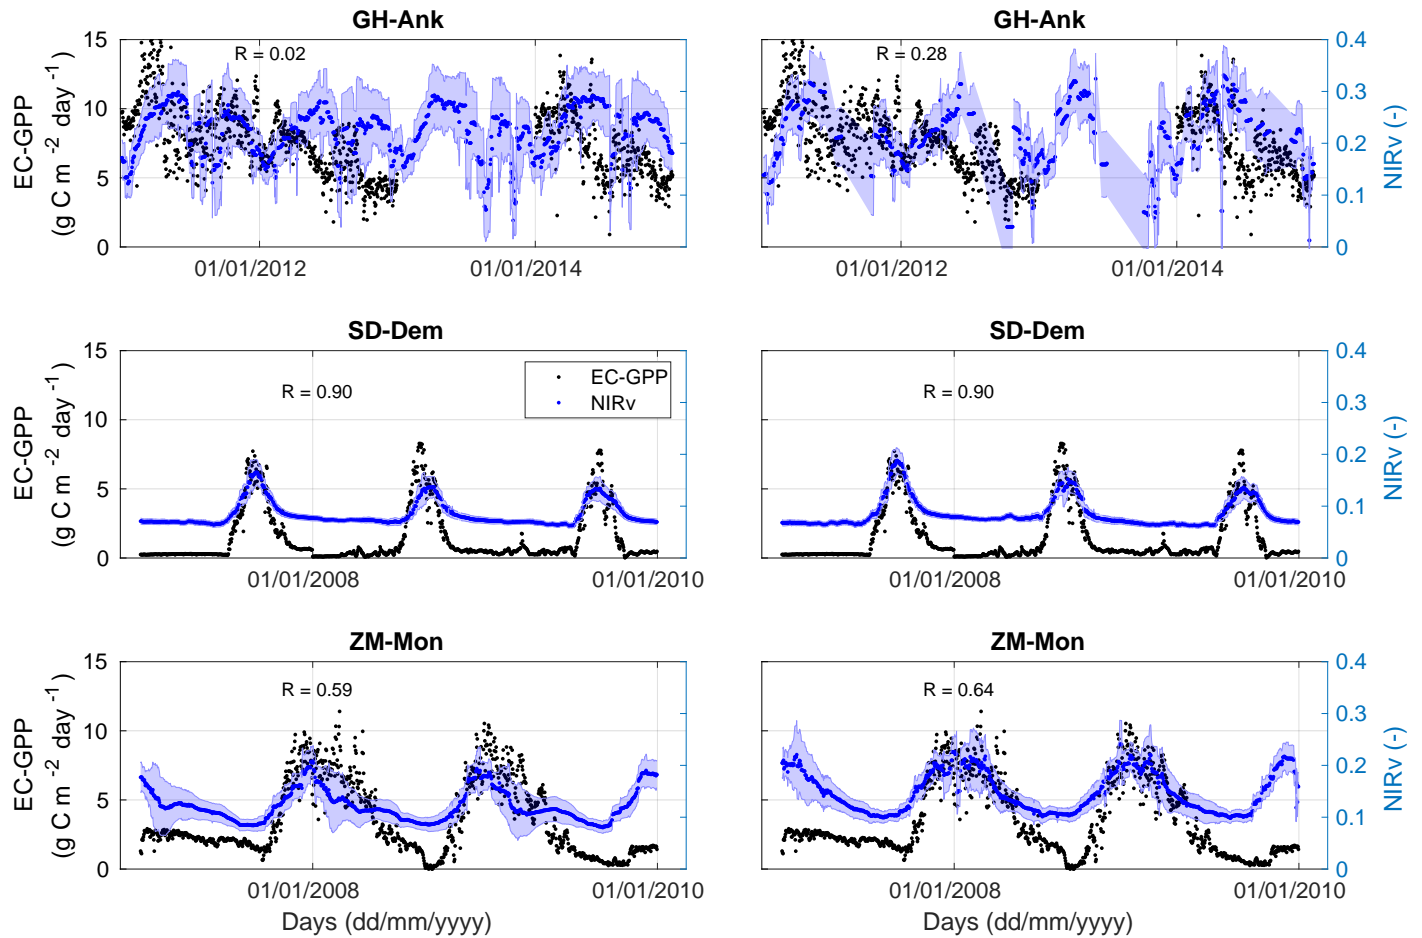 GH-Ank
GH-Ank
15
10
5
0
EC-GPP
(g C m -2 day -1)
R = 0.02
01/01/2012
01/01/2014
R = 0.28
01/01/2012
01/01/2014
0.4
0.3
0.2
0.1
0
NIRv (-)
SD-Dem
SD-Dem
15
10
5
0
EC-GPP
(g C m -2 day -1)
R = 0.90
EC-GPP
NIRv
01/01/2008
01/01/2010
R = 0.90
01/01/2008
01/01/2010
0.4
0.3
0.2
0.1
0
NIRv (-)
ZM-Mon
ZM-Mon
15
10
5
0
EC-GPP
(g C m -2 day -1)
R = 0.59
01/01/2008
01/01/2010
Days (dd/mm/yyyy)
R = 0.64
01/01/2008
01/01/2010
Days (dd/mm/yyyy)
0.4
0.3
0.2
0.1
0
NIRv (-)